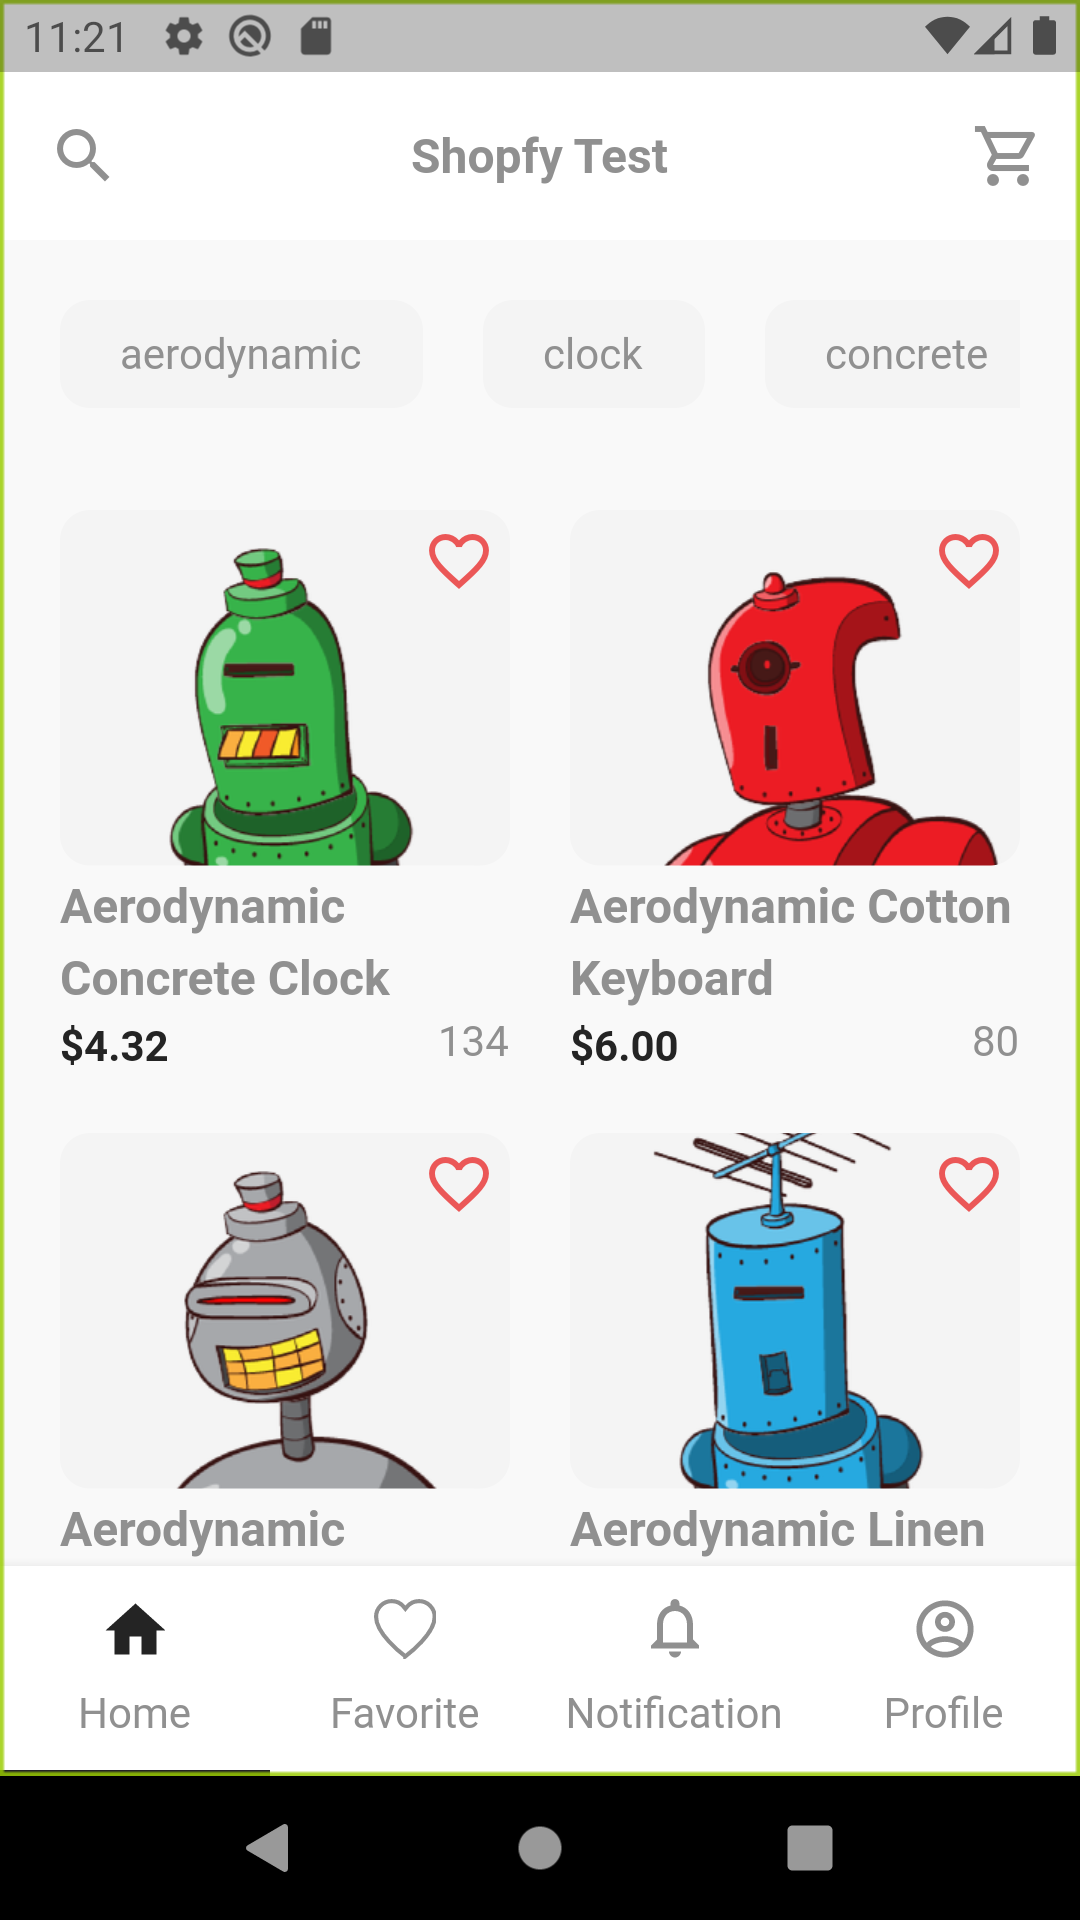 11:21
Shopfy Test
aerodynamic clock concrete
Aerodynamic Concrete Clock
$4.32 134
Aerodynamic Cotton Keyboard
$6.00 80
Aerodynamic
Aerodynamic Linen
Home Favorite Notification Profile